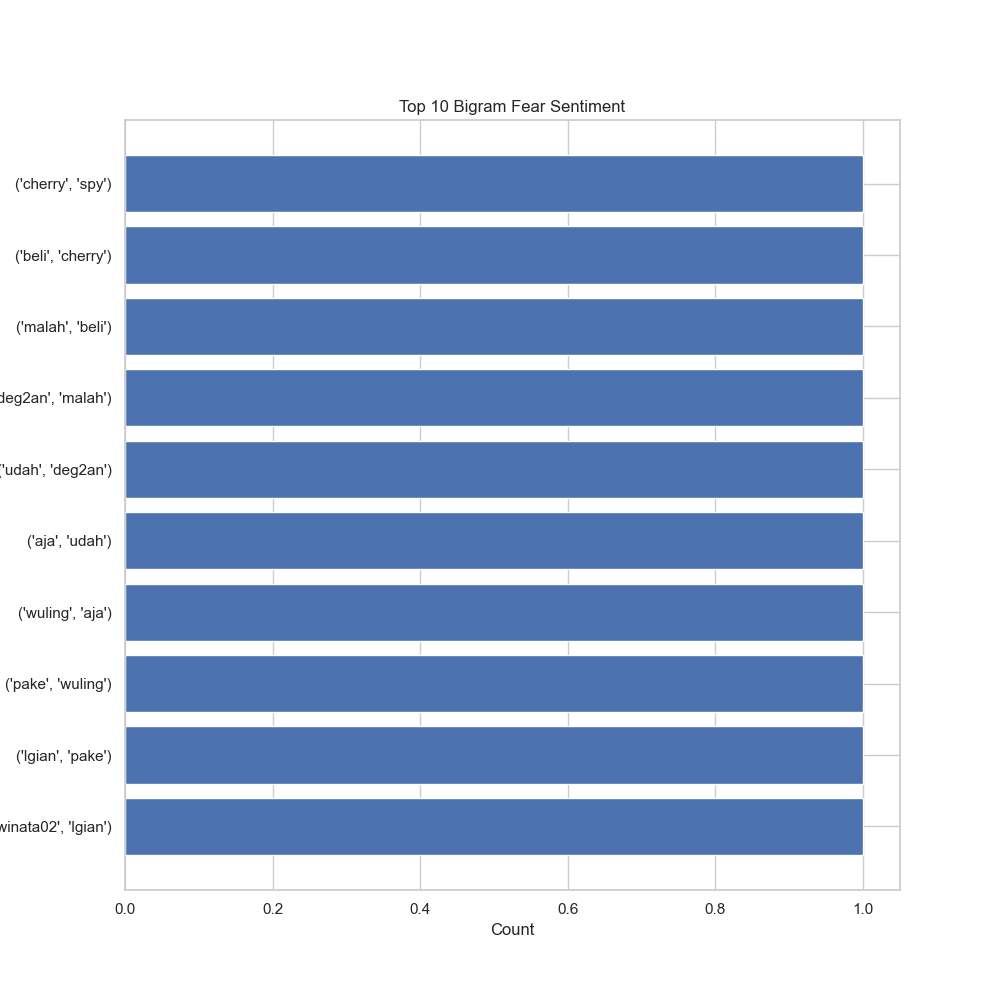 Top 10 Bigram Fear Sentiment
('cherry', 'spy')
('beli', 'cherry')
('malah', 'beli')
deg2an', 'malah')
('udah', 'deg2an')
('aja', 'udah')
('wuling', 'aja')
('pake', 'wuling')
('lgian', 'pake')
winata02', 'lgian')
0.0 0.2 0.4 0.6 0.8 1.0
Count